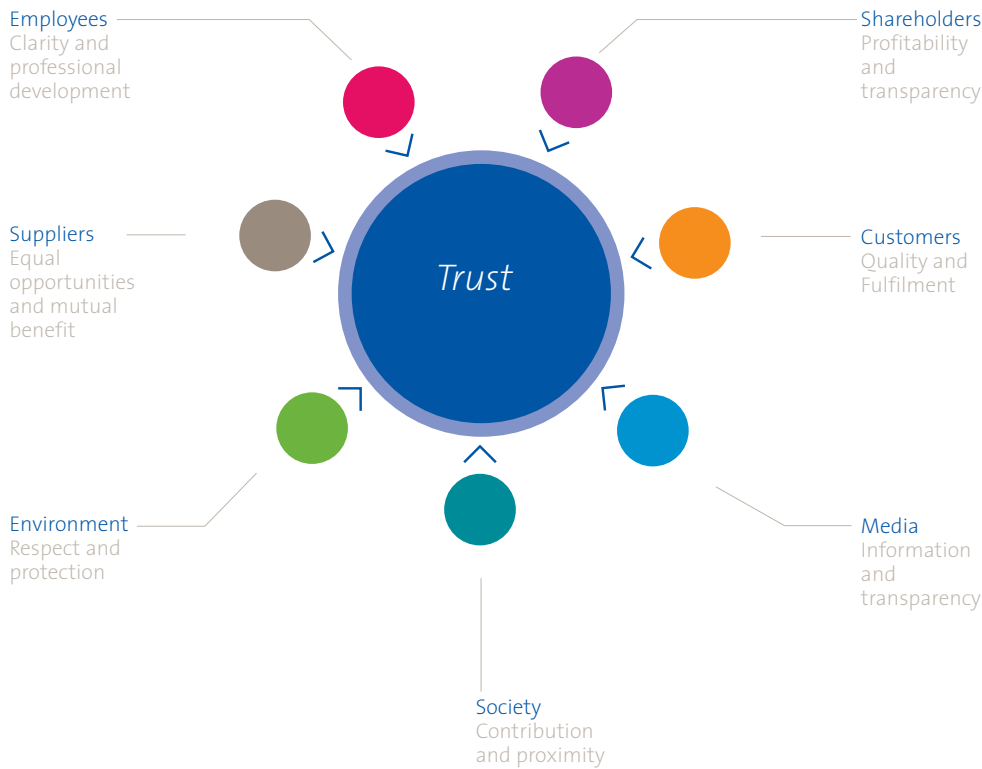 Employees
Clarity and
professional
development
Shareholders
Profitability
and
transparency
Suppliers
Equal
opportunities
and mutual
benefit
Trust
Customers
Quality and
Fulfilment
Environment
Respect and
protection
Media
Information
and
transparency
Society
Contribution
and proximity